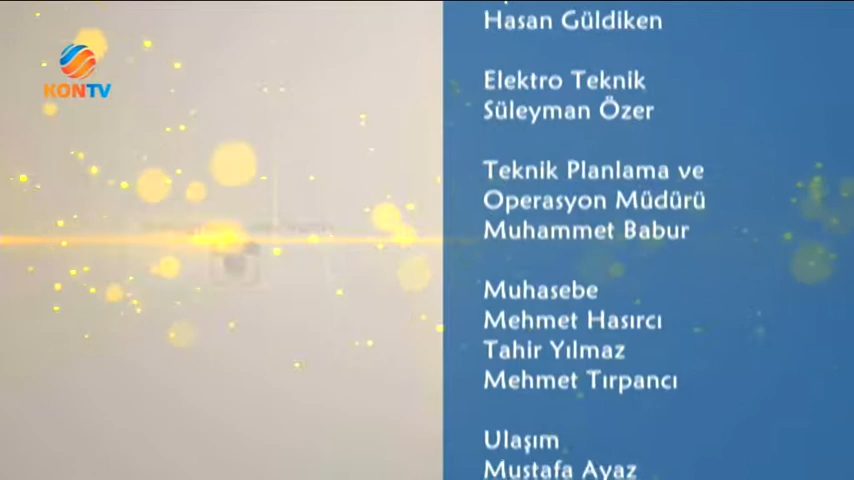 KONTV
Hasan Güldiken
Elektro Teknik
Süleyman Özer
Teknik Planlama ve
Operasyon Müdürü
Muhammet Babur
Muhasebe
Mehmet Hasırcı
Tahir Yılmaz
Mehmet Tırpancı
Ulaşım
Mustafa Ayaz